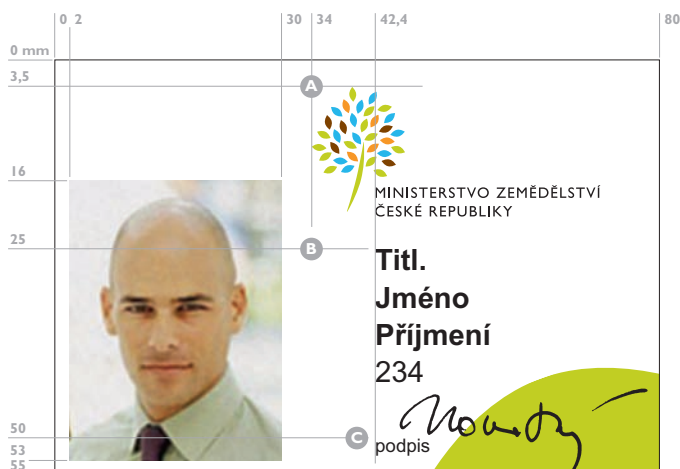 0 2 30 34 42,4 80
0 mm
3,5
A
16
MINISTERSTVO ZEMĚDĚLSTVÍ
ČESKÉ REPUBLIKY
25
B
Titl.
Jméno
Příjmení
234
50
C
podpis
53
55